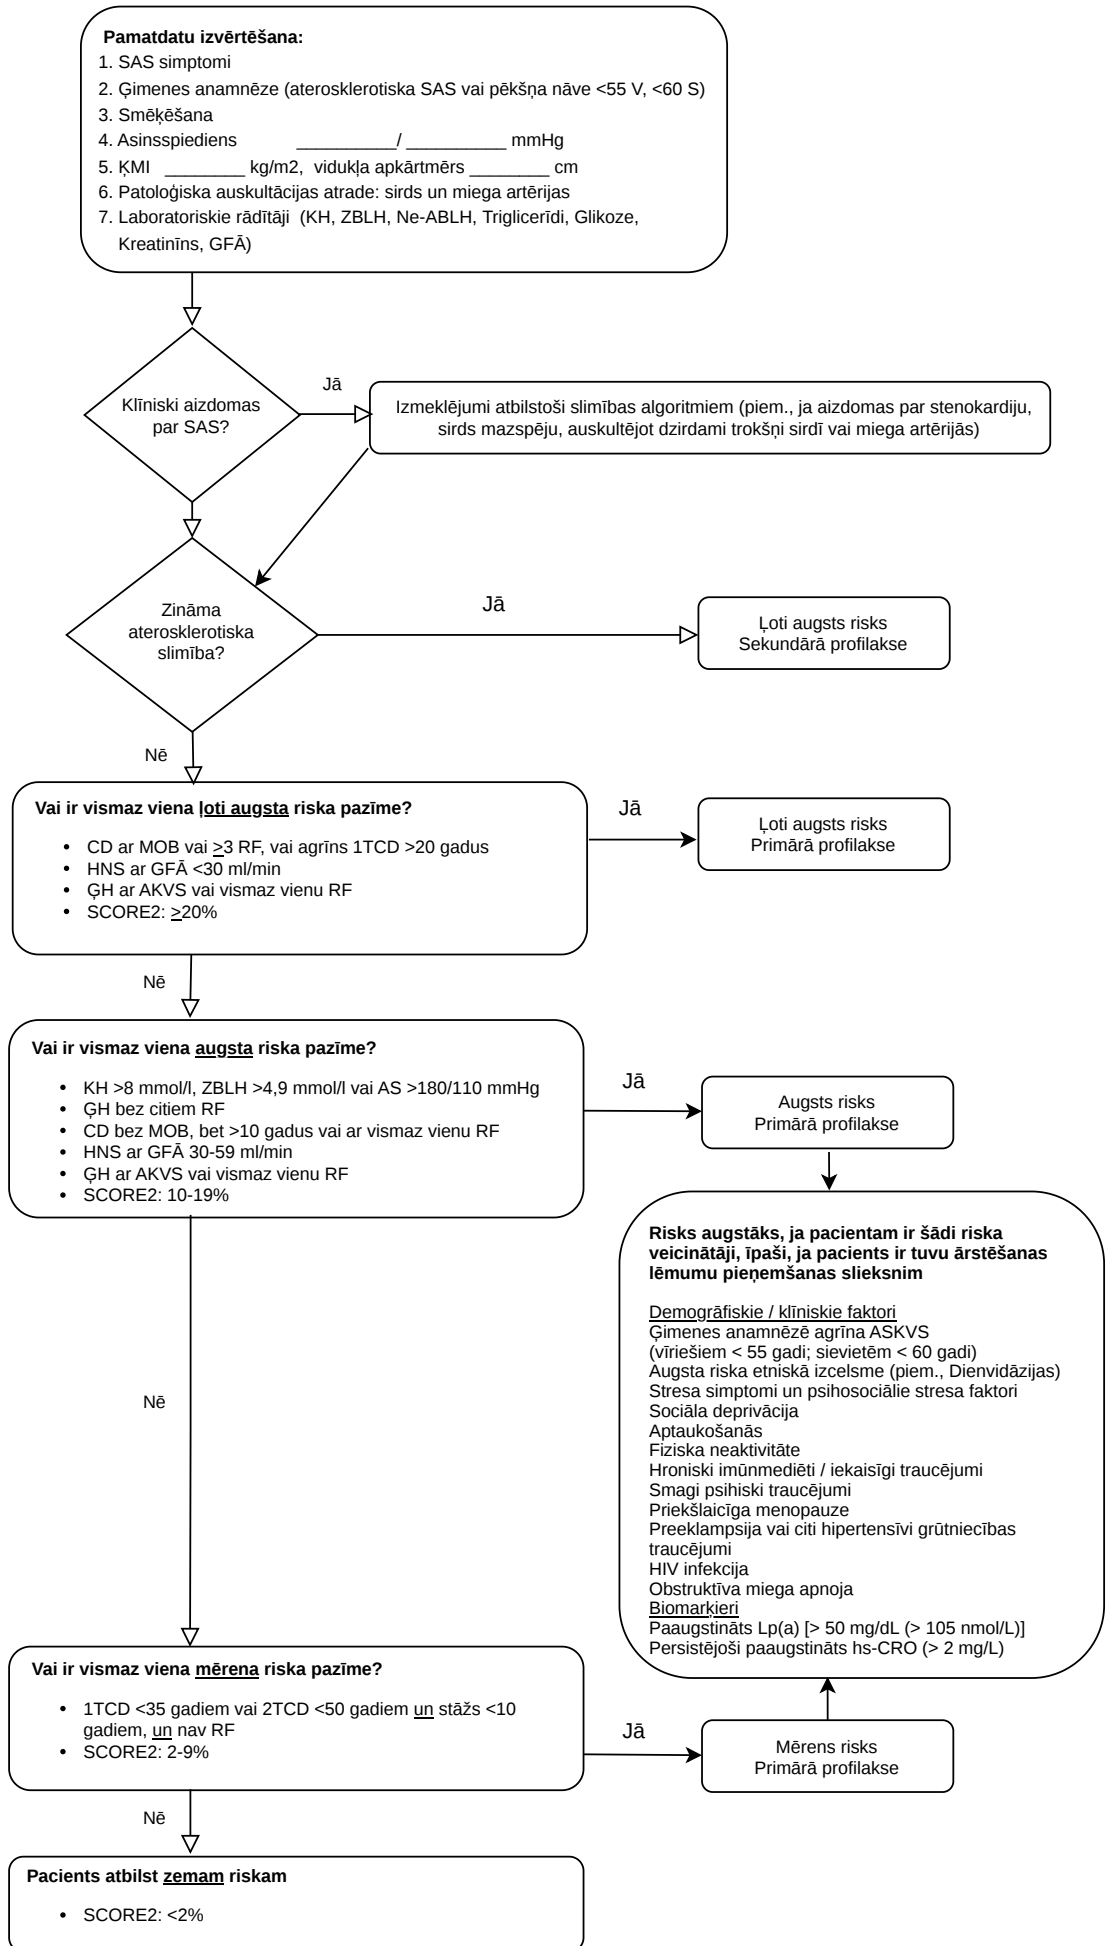 Pamatdatu izvērtēšana:
1. SAS simptomi
2. Ģimenes anamnēze (aterosklerotiska SAS vai pēkšņa nāve <55 V, <60 S)
3. Smēķēšana
4. Asinsspiediens __________/ __________ mmHg
5. ĶMI ________ kg/m2, vidukļa apkārtmērs ________ cm
6. Patoloģiska auskultācijas atrade: sirds un miega artērijas
7. Laboratoriskie rādītāji (KH, ZBLH, Ne-ABLH, Triglicerīdi, Glikoze,
Kreatinīns, GFĀ)
Klīniski aizdomas
par SAS?
Jā
Izmeklējumi atbilstoši slimības algoritmiem (piem., ja aizdomas par stenokardiju,
sirds mazspēju, auskultējot dzirdami trokšņi sirdī vai miega artērijās)
Zināma
aterosklerotiska
slimība?
Jā
Ļoti augsts risks
Sekundārā profilakse
Nē
Vai ir vismaz viena ļoti augsta riska pazīme?
• CD ar MOB vai ≥3 RF, vai agrīns 1TCD >20 gadus
• HNS ar GFĀ <30 ml/min
• ĢH ar AKVS vai vismaz vienu RF
• SCORE2: ≥20%
Jā
Ļoti augsts risks
Primārā profilakse
Nē
Vai ir vismaz viena augsta riska pazīme?
• KH >8 mmol/l, ZBLH >4,9 mmol/l vai AS >180/110 mmHg
• ĢH bez citiem RF
• CD bez MOB, bet >10 gadus vai ar vismaz vienu RF
• HNS ar GFĀ 30-59 ml/min
• ĢH ar AKVS vai vismaz vienu RF
• SCORE2: 10-19%
Jā
Augsts risks
Primārā profilakse
Risks augstāks, ja pacientam ir šādi riska
veicinātāji, īpaši, ja pacients ir tuvu ārstēšanas
lēmumu pieņemšanas slieksnim
Demogrāfiskie / klīniskie faktori
Ģimenes anamnēzē agrīna ASKVS
(vīriešiem < 55 gadi; sievietēm < 60 gadi)
Augsta riska etniskā izcelsme (piem., Dienvidāzijas)
Stresa simptomi un psihosociālie stresa faktori
Sociāla deprivācija
Aptaukošanās
Fiziska neaktivitāte
Hroniski imūnmediēti / iekaisīgi traucējumi
Smagi psihiski traucējumi
Priekšlaicīga menopauze
Preeklampsija vai citi hipertensīvi grūtniecības
traucējumi
HIV infekcija
Obstruktīva miega apnoja
Biomarķieri
Paaugstināts Lp(a) [> 50 mg/dL (> 105 nmol/L)]
Persistējoši paaugstināts hs-CRO (> 2 mg/L)
Nē
Vai ir vismaz viena mērena riska pazīme?
• 1TCD <35 gadiem vai 2TCD <50 gadiem un stāžs <10
gadiem, un nav RF
• SCORE2: 2-9%
Jā
Mērens risks
Primārā profilakse
Nē
Pacients atbilst zemam riskam
• SCORE2: <2%